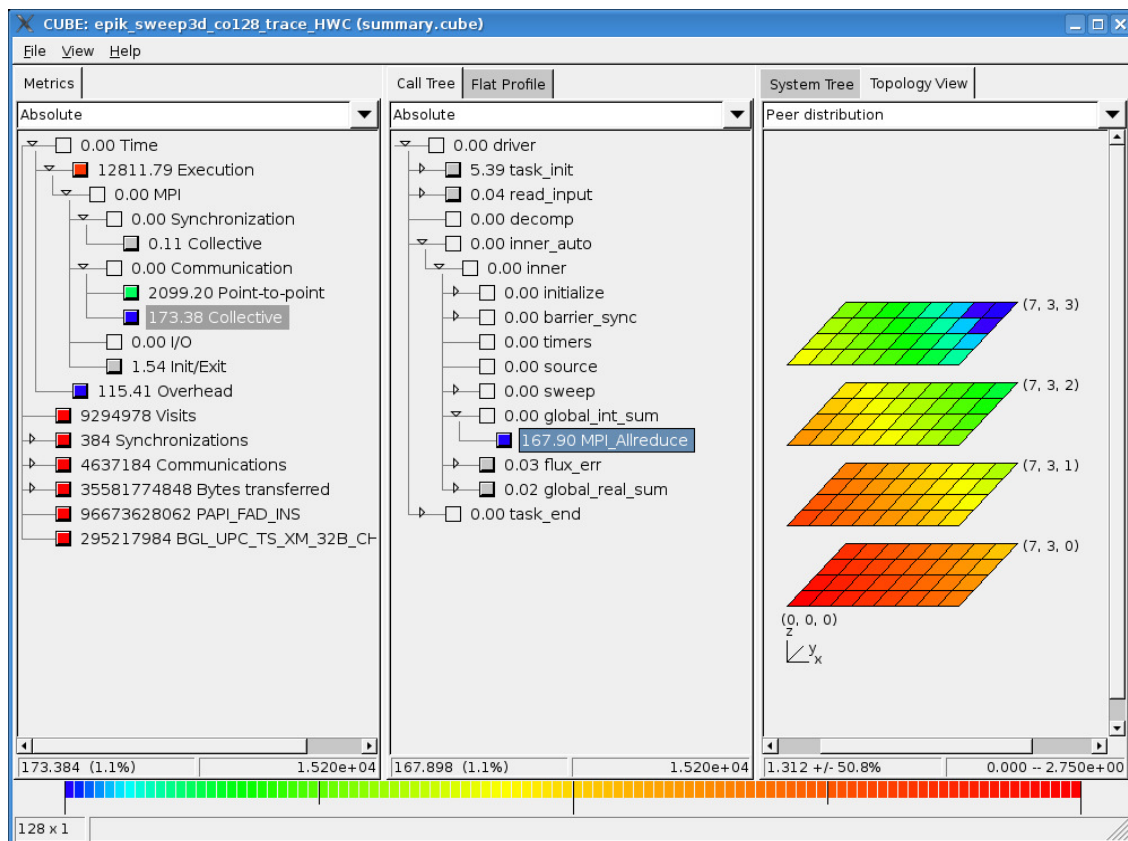 CUBE: epik_sweep3d_co128_trace_HWC (summary.cube)
File View Help
Metrics
Absolute
0.00 Time
12811.79 Execution
0.00 MPI
0.00 Synchronization
0.11 Collective
0.00 Communication
2099.20 Point-to-point
173.38 Collective
0.00 I/O
1.54 Init/Exit
115.41 Overhead
9294978 Visits
384 Synchronizations
4637184 Communications
35581774848 Bytes transferred
96673628062 PAPI_FAD_INS
295217984 BGL_UPC_TS_XM_32B_CH
173.384 (1.1%) 1.520e+04
Call Tree Flat Profile
Absolute
0.00 driver
5.39 task_init
0.04 read_input
0.00 decomp
0.00 inner_auto
0.00 inner
0.00 initialize
0.00 barrier_sync
0.00 timers
0.00 source
0.00 sweep
0.00 global_int_sum
167.90 MPI_Allreduce
0.03 flux_err
0.02 global_real_sum
0.00 task_end
167.898 (1.1%) 1.520e+04
System Tree Topology View
Peer distribution
(7, 3, 3)
(7, 3, 2)
(7, 3, 1)
(7, 3, 0)
(0, 0, 0)
z
y
x
1.312 +/- 50.8% 0.000 -- 2.750e+00
128 x 1